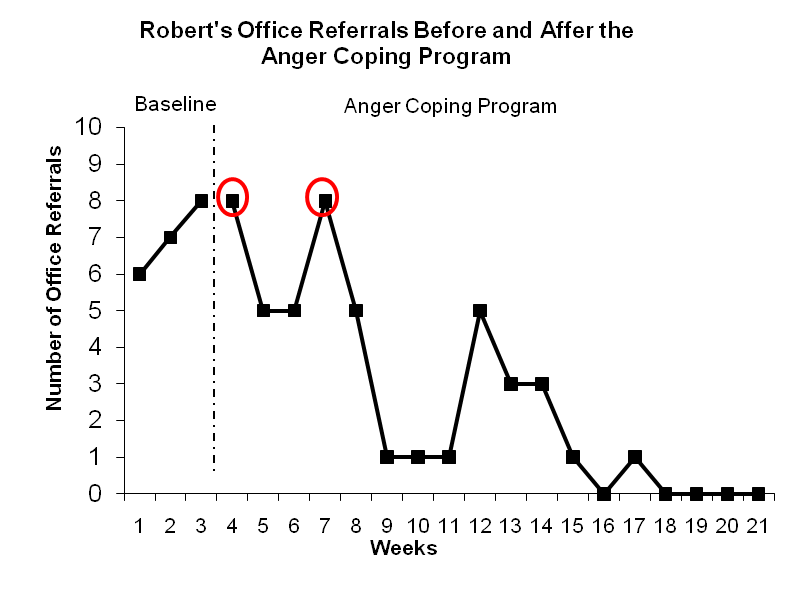 Robert's Office Referrals Before and Affer the
Anger Coping Program
Baseline
Anger Coping Program
Number of Office Referrals
10
9
8
7
6
5
4
3
2
1
0
1 2 3 4 5 6 7 8 9 10 11 12 13 14 15 16 17 18 19 20 21
Weeks